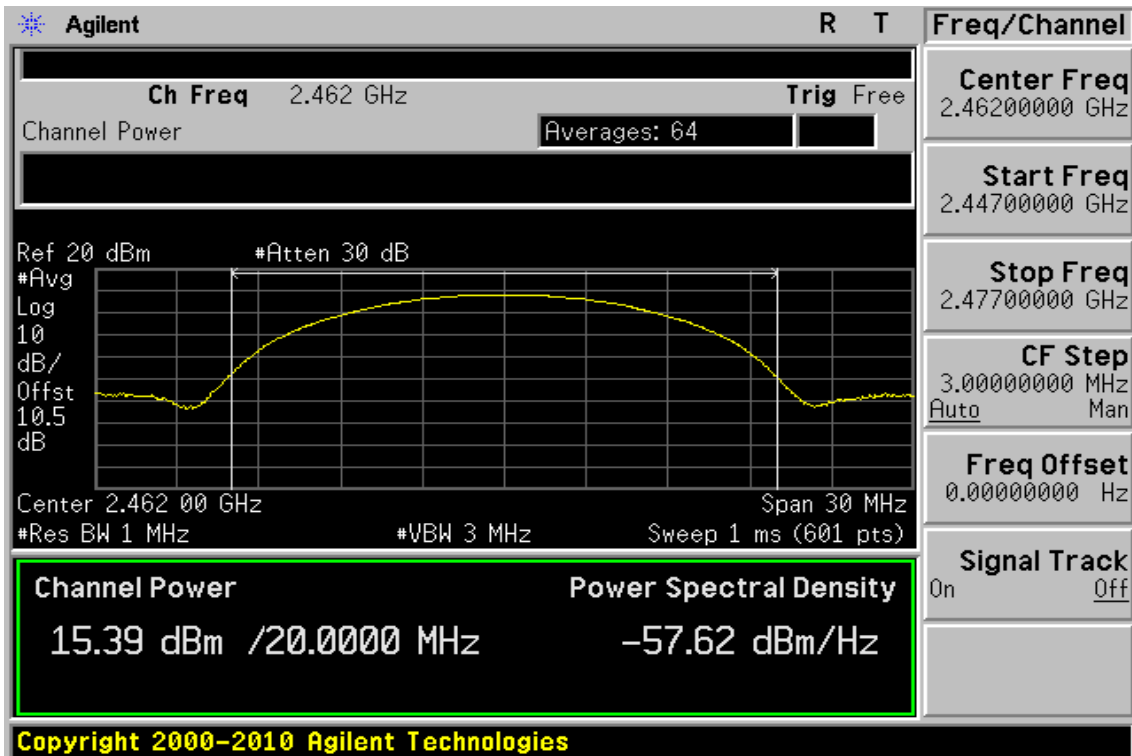 Agilent R T
Ch Freq 2.462 GHz Trig Free
Channel Power Averages: 64
Ref 20 dBm #Atten 30 dB
#Avg
Log
10
dB/
Offst
10.5
dB
Center 2.462 00 GHz Span 30 MHz
#Res BW 1 MHz #VBW 3 MHz Sweep 1 ms (601 pts)
Channel Power Power Spectral Density
15.39 dBm /20.0000 MHz -57.62 dBm/Hz
Copyright 2000-2010 Agilent Technologies
Freq/Channel
Center Freq
2.46200000 GHz
Start Freq
2.44700000 GHz
Stop Freq
2.47700000 GHz
CF Step
3.00000000 MHz
Auto Man
Freq Offset
0.00000000 Hz
Signal Track
On Off